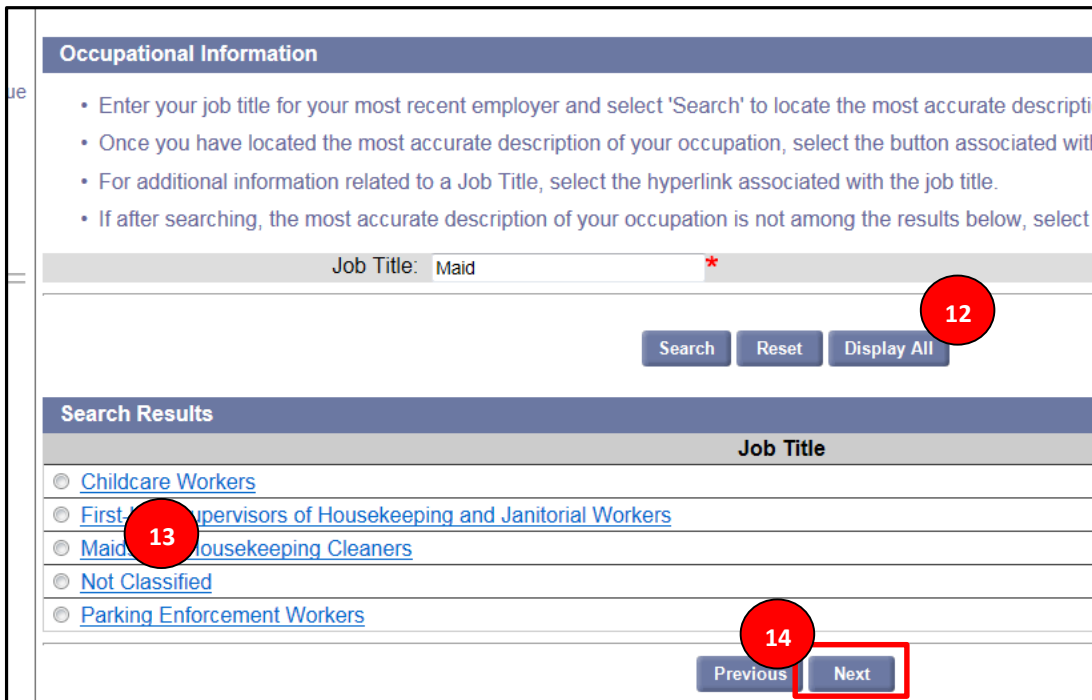 Occupational Information
ue
• Enter your job title for your most recent employer and select 'Search' to locate the most accurate descripti
• Once you have located the most accurate description of your occupation, select the button associated with
• For additional information related to a Job Title, select the hyperlink associated with the job title.
• If after searching, the most accurate description of your occupation is not among the results below, select
Job Title: Maid *
12
Search Reset Display All
Search Results
Job Title
Childcare Workers
First- upervisors of Housekeeping and Janitorial Workers
13
Maids ousekeeping Cleaners
Not Classified
Parking Enforcement Workers
14
Previous Next